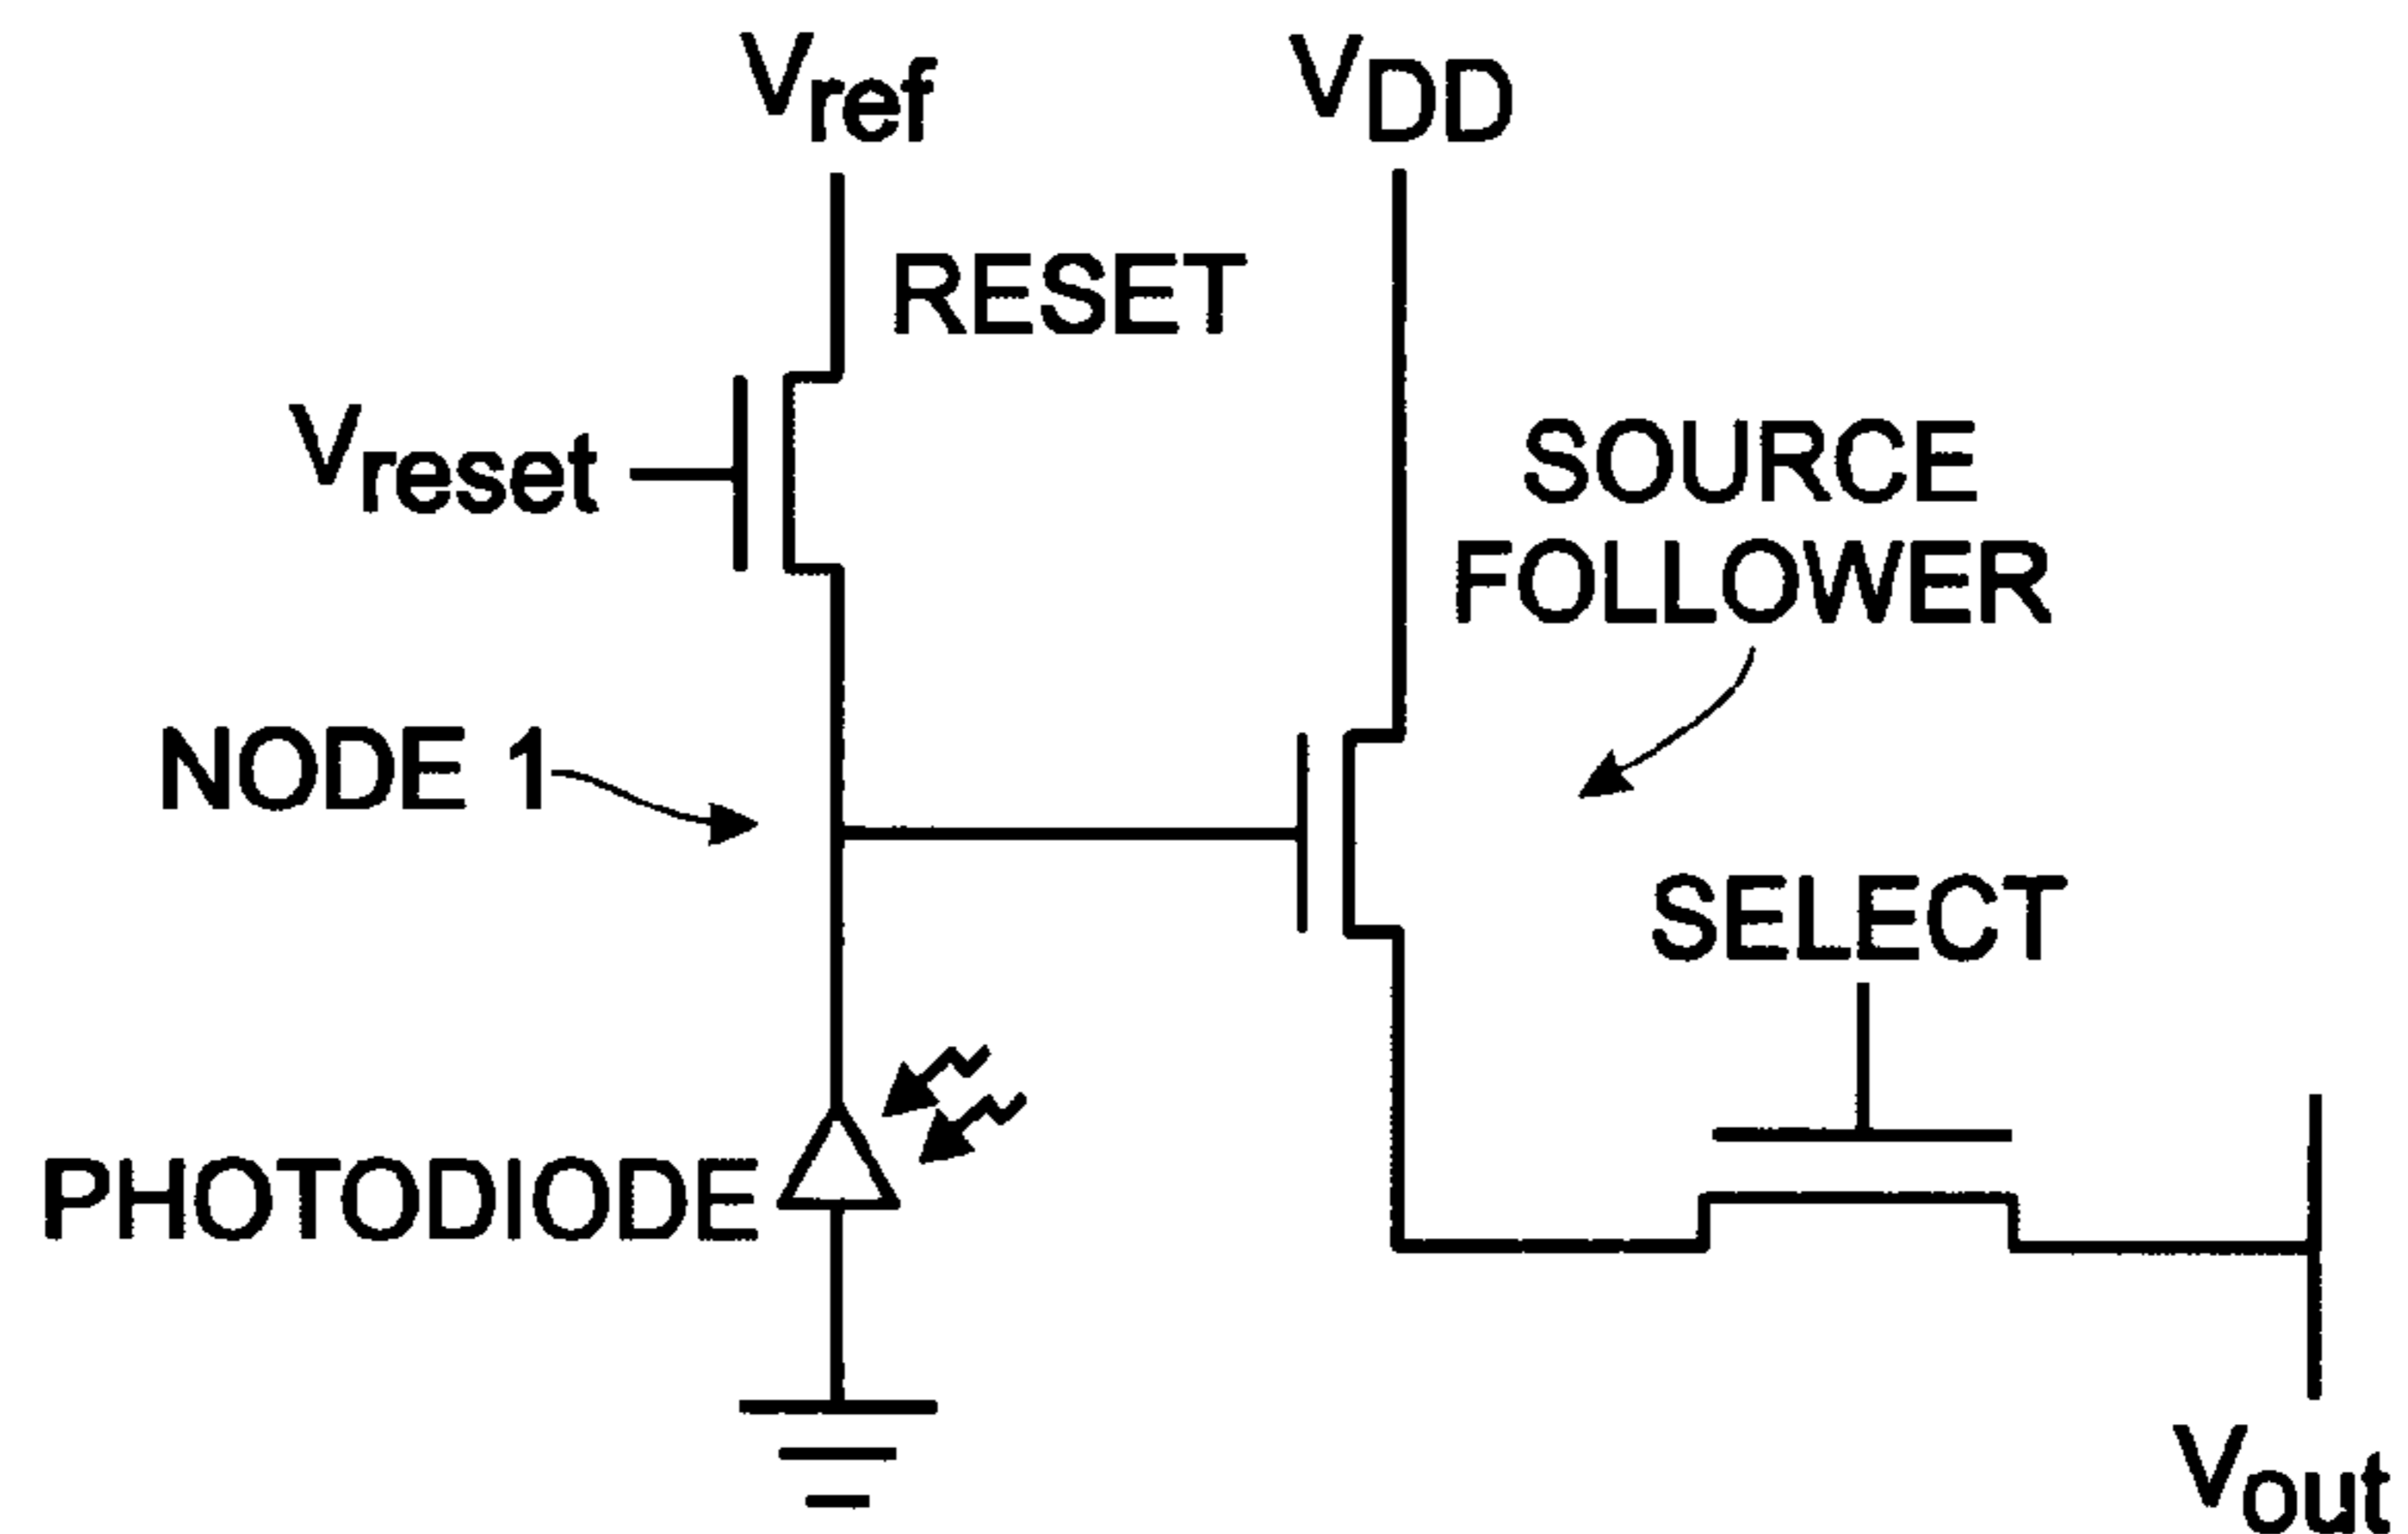 Vref
VDD
RESET
Vreset
SOURCE
FOLLOWER
NODE 1
SELECT
PHOTODIODE
Vout